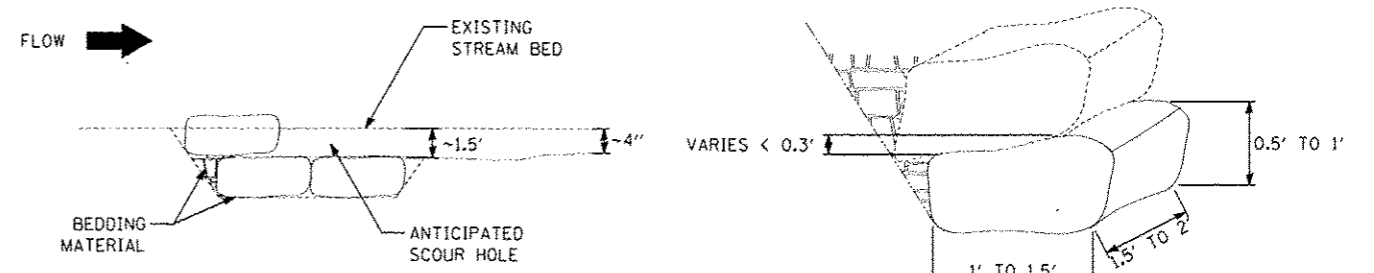 FLOW
EXISTING
STREAM BED
~1.5'
~4"
BEDDING
MATERIAL
ANTICIPATED
SCOUR HOLE
VARIES < 0.3'
0.5' TO 1'
1.5' TO 2'
1' TO 1.5'